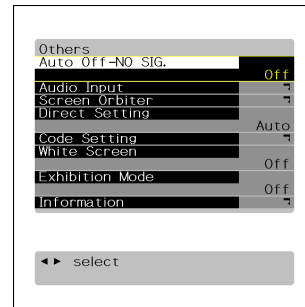 Others
Auto Off-NO SIG.
Off
Audio Input
Screen Orbiter
Direct Setting
Auto
Code Setting
White Screen
Off
Exhibition Mode
Off
Information
◄► select